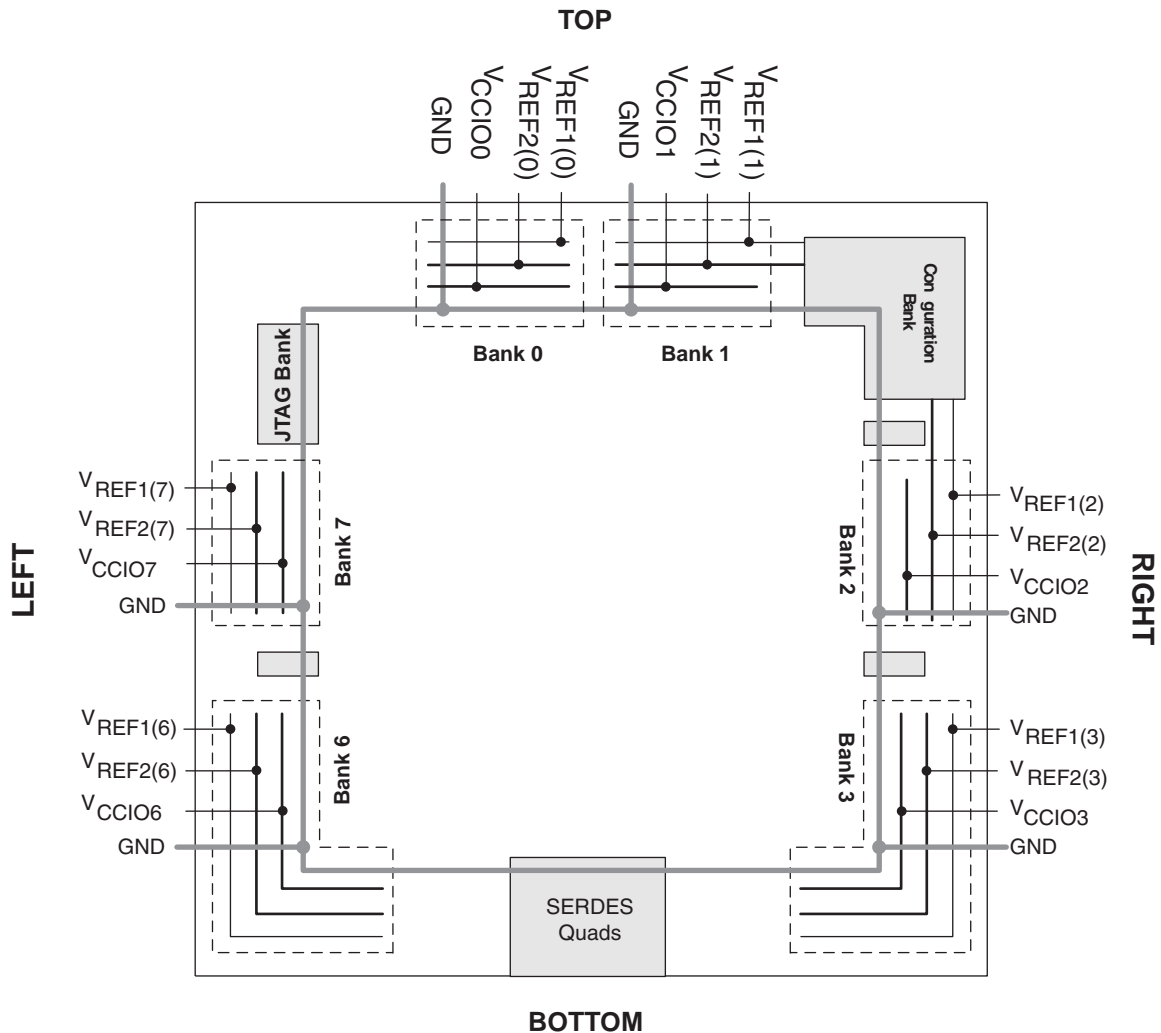 TOP
GND
VCCIO0
VREF2(0)
VREF1(0)
GND
VCCIO1
VREF2(1)
VREF1(1)
Con guration
Bank
Bank 0
Bank 1
JTAG Bank
LEFT
VREF1(7)
VREF2(7)
VCCIO7
GND
Bank 7
Bank 2
VREF1(2)
VREF2(2)
VCCIO2
GND
RIGHT
VREF1(6)
VREF2(6)
VCCIO6
GND
Bank 6
Bank 3
VREF1(3)
VREF2(3)
VCCIO3
GND
SERDES
Quads
BOTTOM